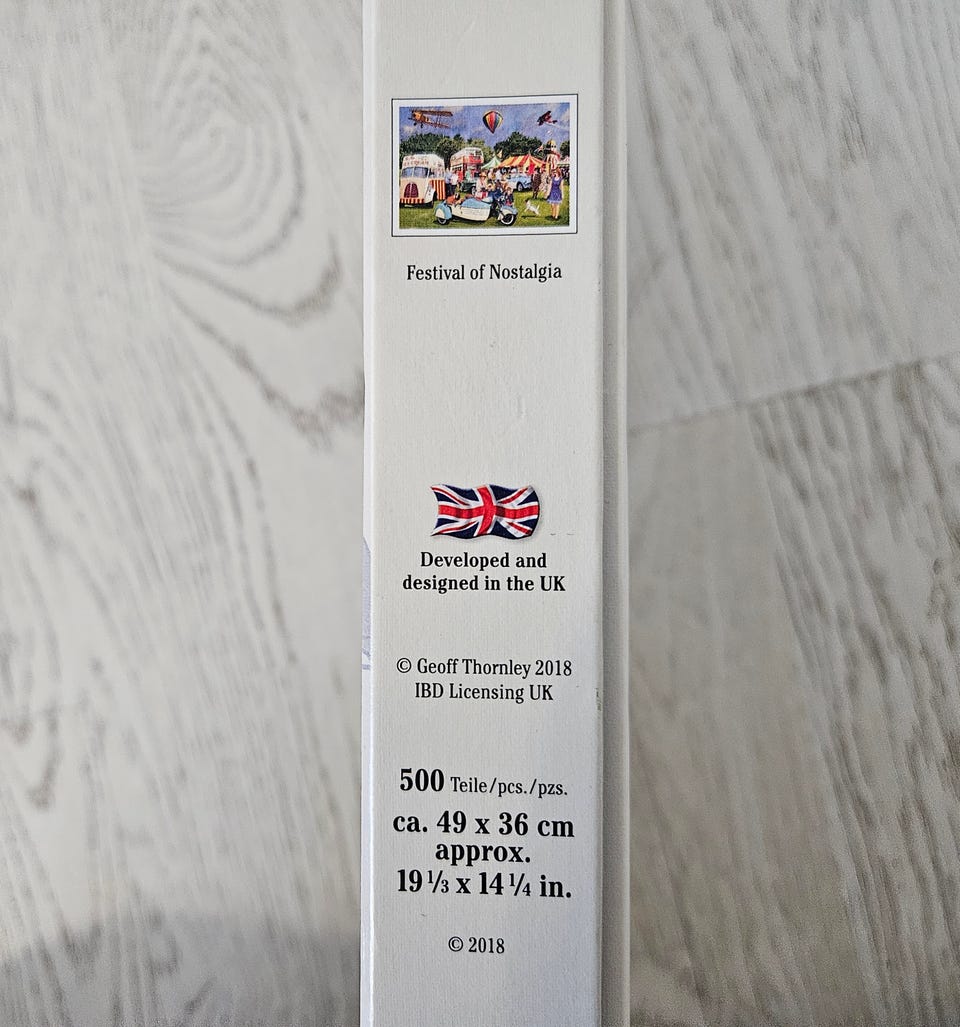 Festival of Nostalgia
Developed and
designed in the UK
© Geoff Thornley 2018
IBD Licensing UK
500 Teile/pcs./pzs.
ca. 49 x 36 cm
approx.
19 1/3 x 14 1/4 in.
© 2018